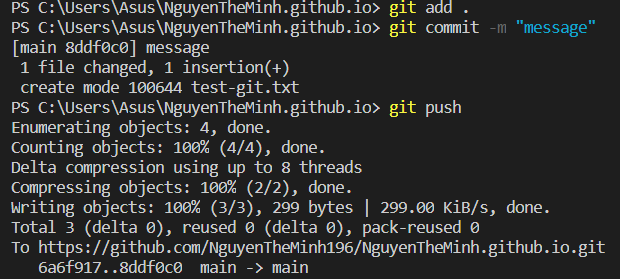 PS C:\Users\Asus\NguyenTheMinh.github.io> git add .
PS C:\Users\Asus\NguyenTheMinh.github.io> git commit -m "message"
[main 8ddf0c0] message
 1 file changed, 1 insertion(+)
 create mode 100644 test-git.txt
PS C:\Users\Asus\NguyenTheMinh.github.io> git push
Enumerating objects: 4, done.
Counting objects: 100% (4/4), done.
Delta compression using up to 8 threads
Compressing objects: 100% (2/2), done.
Writing objects: 100% (3/3), 299 bytes | 299.00 KiB/s, done.
Total 3 (delta 0), reused 0 (delta 0), pack-reused 0
To https://github.com/NguyenTheMinh196/NguyenTheMinh.github.io.git
   6a6f917..8ddf0c0  main -> main